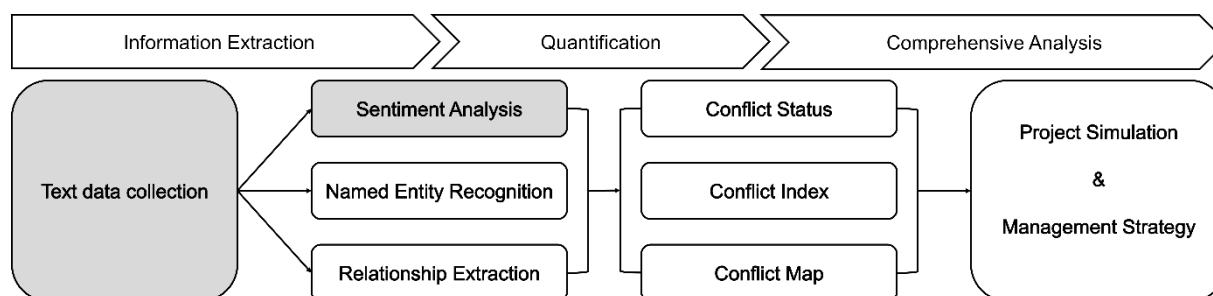 Information Extraction
Quantification
Comprehensive Analysis
Text data collection
Sentiment Analysis
Named Entity Recognition
Relationship Extraction
Conflict Status
Conflict Index
Conflict Map
Project Simulation
&
Management Strategy